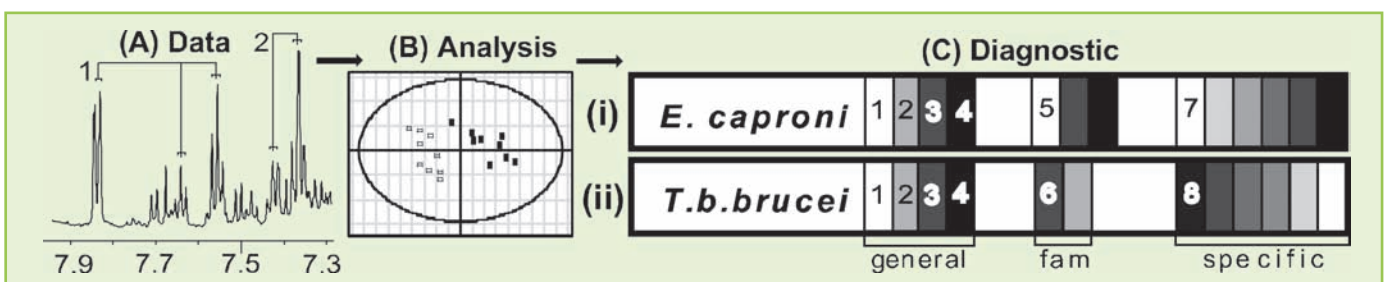 (A) Data
(B) Analysis
(C) Diagnostic
1
2
(i)
E. caproni
1 2 3 4
5
7
(ii)
T.b.brucei
1 2 3 4
6
8
7.9 7.7 7.5 7.3
general
fam
specific